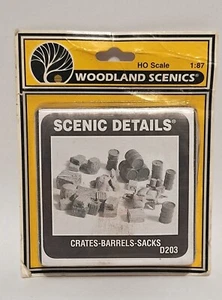 HO Scale 1:87
WOODLAND SCENICS®
SCENIC DETAILS®
CRATES-BARRELS-SACKS
D203